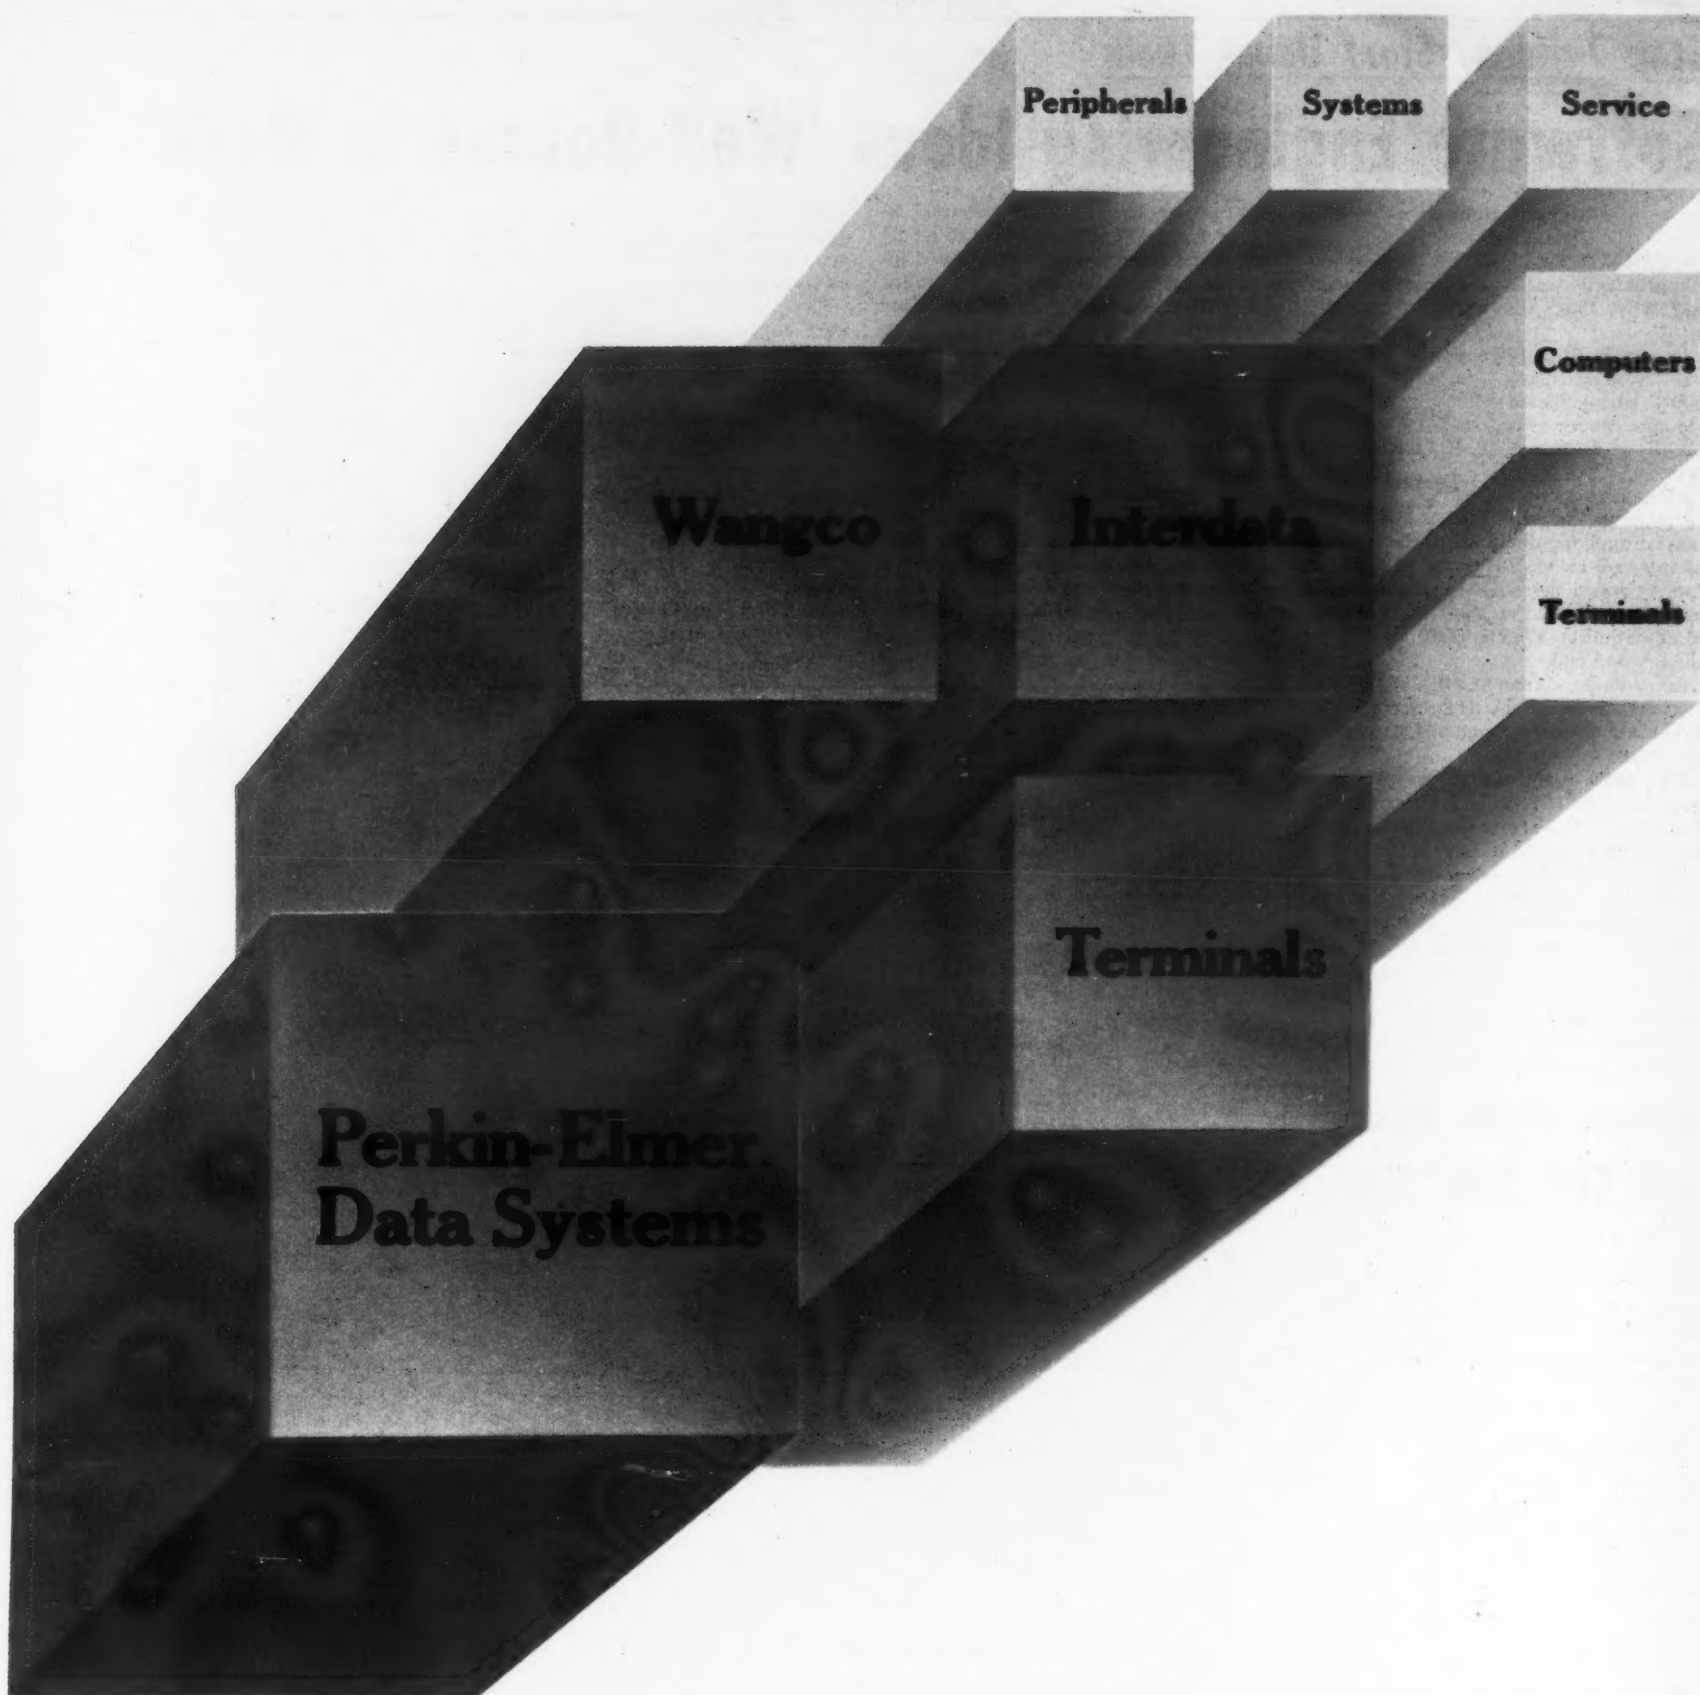 Peripherals
Systems
Service
Computers
Terminals
Wangco
Interdata
Terminals
Perkin-Elmer
Data Systems